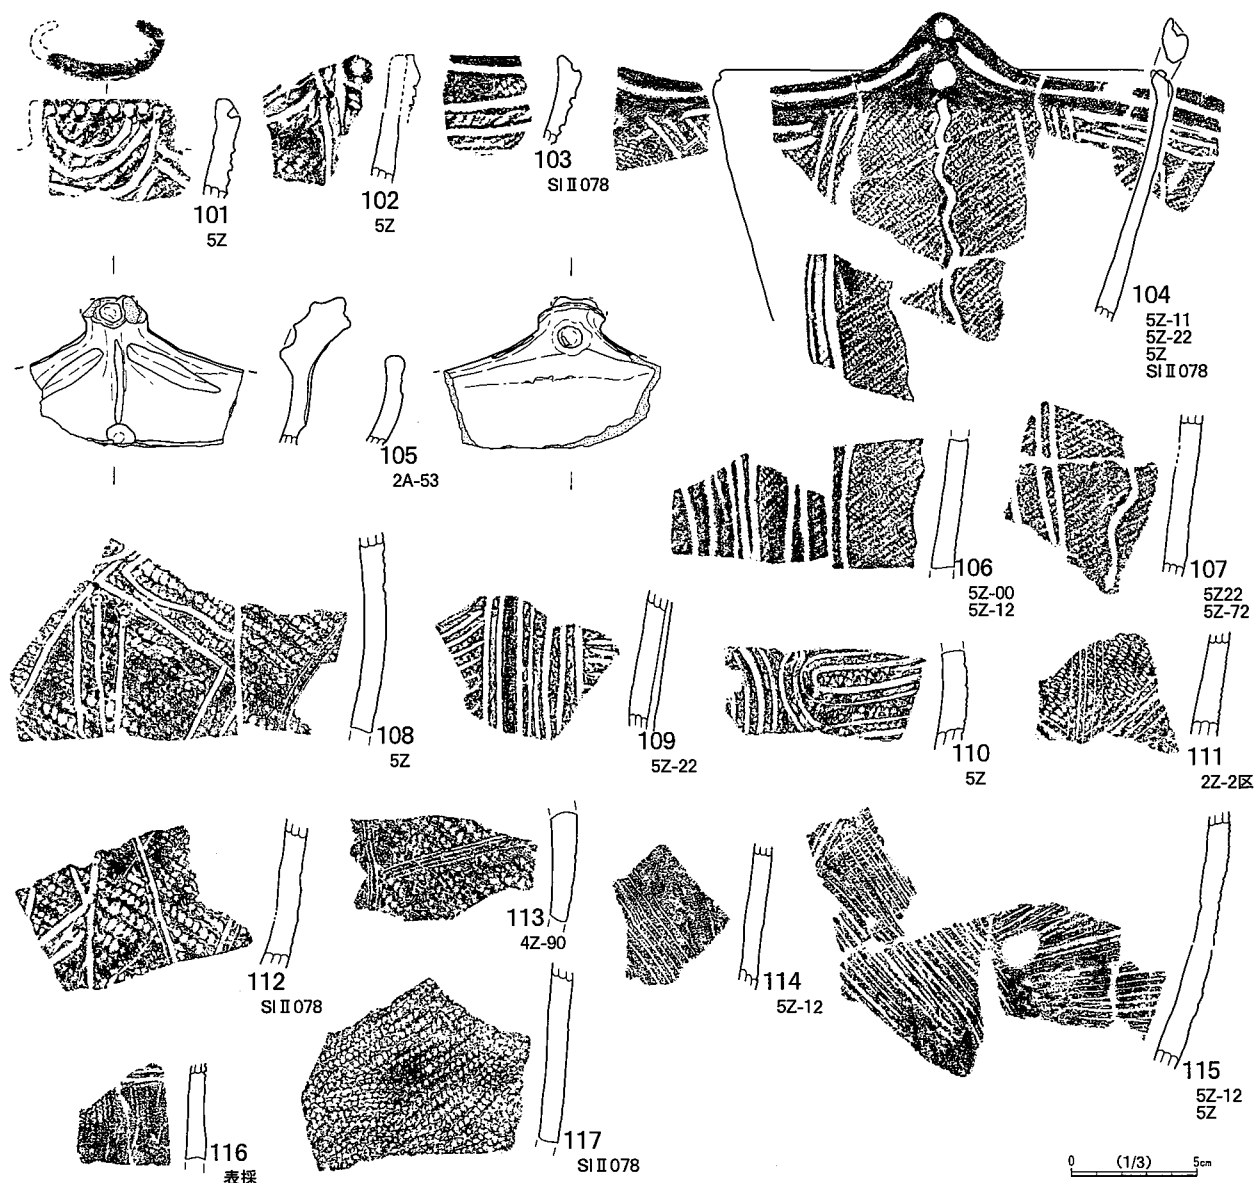 101
5Z
102
5Z
103
SIⅡ078
104
5Z-11
5Z-22
5Z
SIⅡ078
105
2A-53
106
5Z-00
5Z-12
107
5Z22
5Z-72
108
5Z
109
5Z-22
110
5Z
111
2Z-2区
112
SIⅡ078
113
4Z-90
114
5Z-12
115
5Z-12
5Z
116
表採
117
SIⅡ078
0 (1/3) 5cm